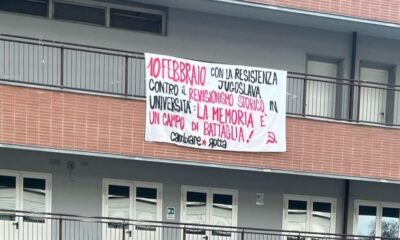 10 FEBBRAIO CON LA RESISTENZA
JUGOSLAVA
CONTRO IL REVISIONISMO STORICO IN
UNIVERSITÀ: LA MEMORIA È
UN CAMPO DI BATTAGLIA!
cambiare rotta